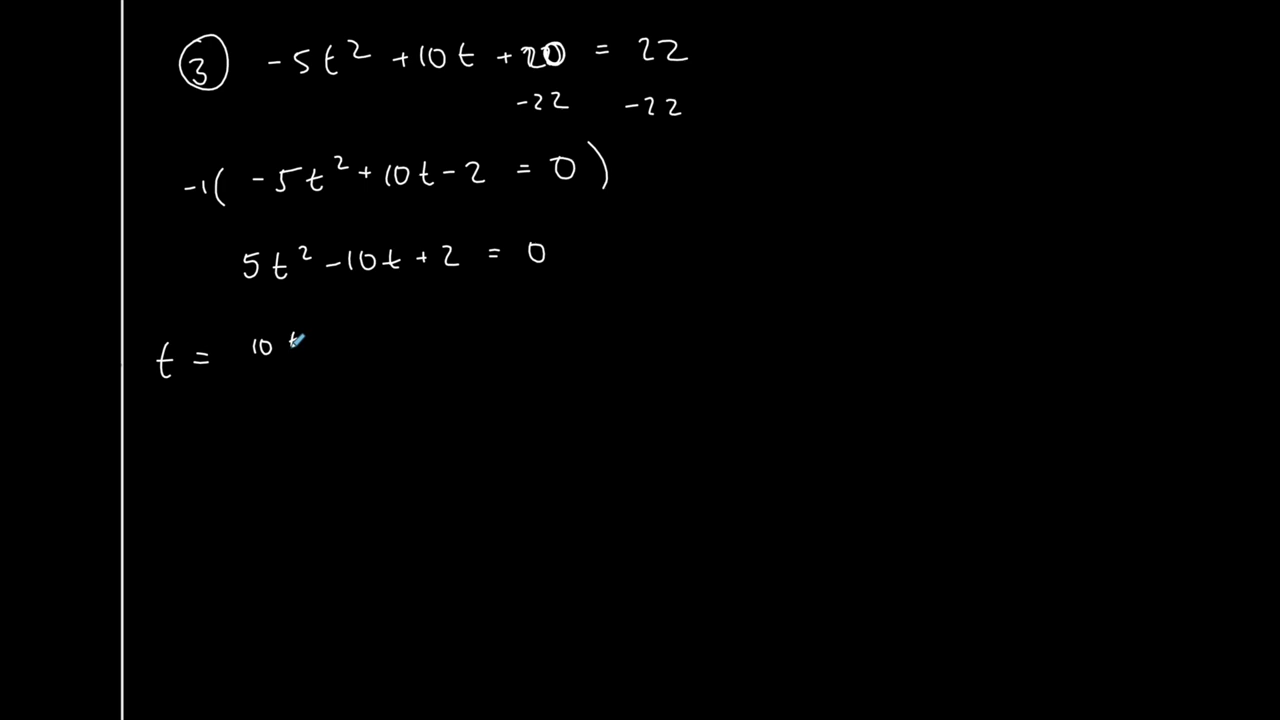 ③ -5t² +10t +20 = 22
-22 -22
-1( -5t² + 10t - 2 = 0 )
5t² - 10t + 2 = 0
t = 10